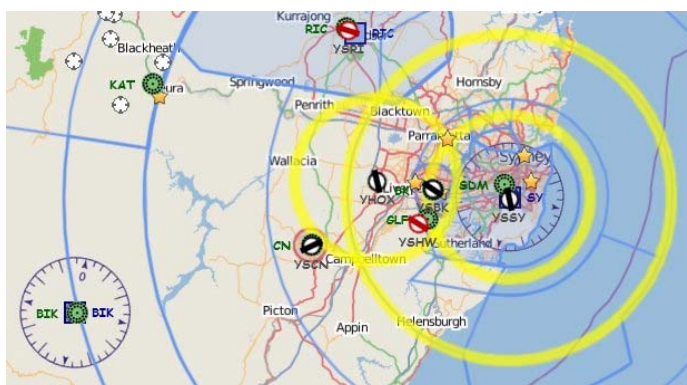 Kurrajong
RIC
RIC
YSRI
Blackheath
KAT
Springwood
Hornsby
Penrith
Blacktown
Parramatta
Wallacia
Sydney
SDM
SY
YHOX
YSBK
YSSY
GLF
YSHW
Sutherland
CN
YSCN
Campbelltown
Picton
Appin
Helensburgh
0
BIK
BIK